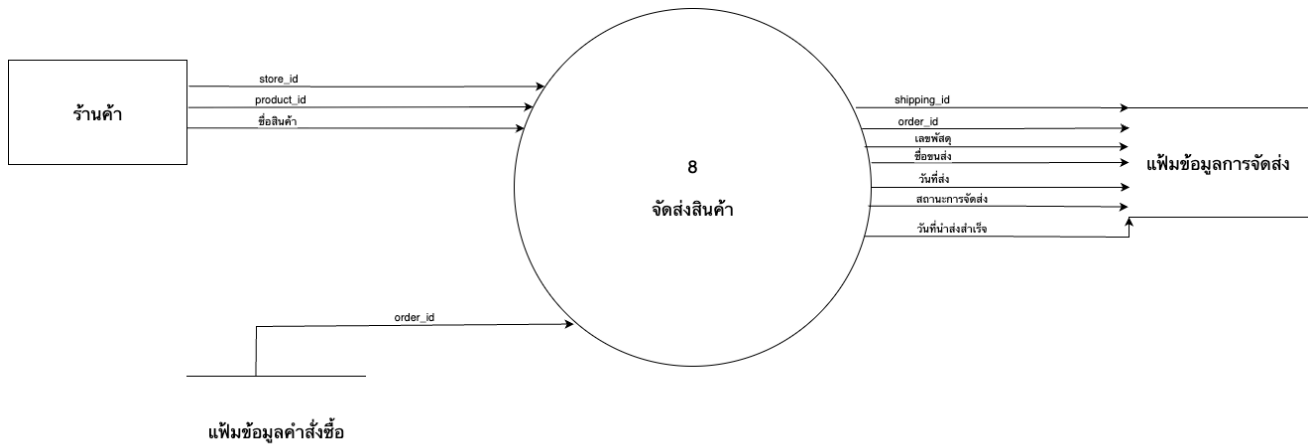 ร้านค้า
store_id
product_id
ชื่อสินค้า
8
จัดส่งสินค้า
shipping_id
order_id
เลขพัสดุ
ชื่อขนส่ง
วันที่ส่ง
สถานะการจัดส่ง
วันที่นำส่งสำเร็จ
แฟ้มข้อมูลการจัดส่ง
order_id
แฟ้มข้อมูลคำสั่งซื้อ